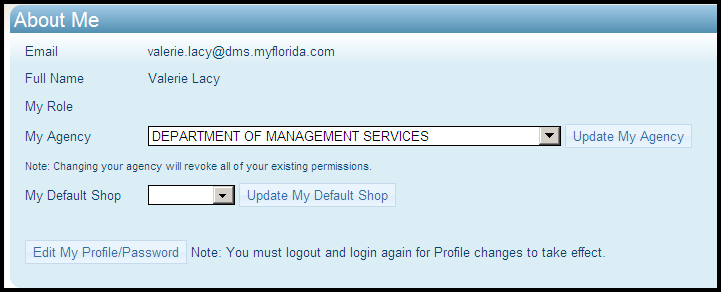 About Me
Email valerie.lacy@dms.myflorida.com
Full Name Valerie Lacy
My Role
My Agency DEPARTMENT OF MANAGEMENT SERVICES Update My Agency
Note: Changing your agency will revoke all of your existing permissions.
My Default Shop Update My Default Shop
Edit My Profile/Password Note: You must logout and login again for Profile changes to take effect.